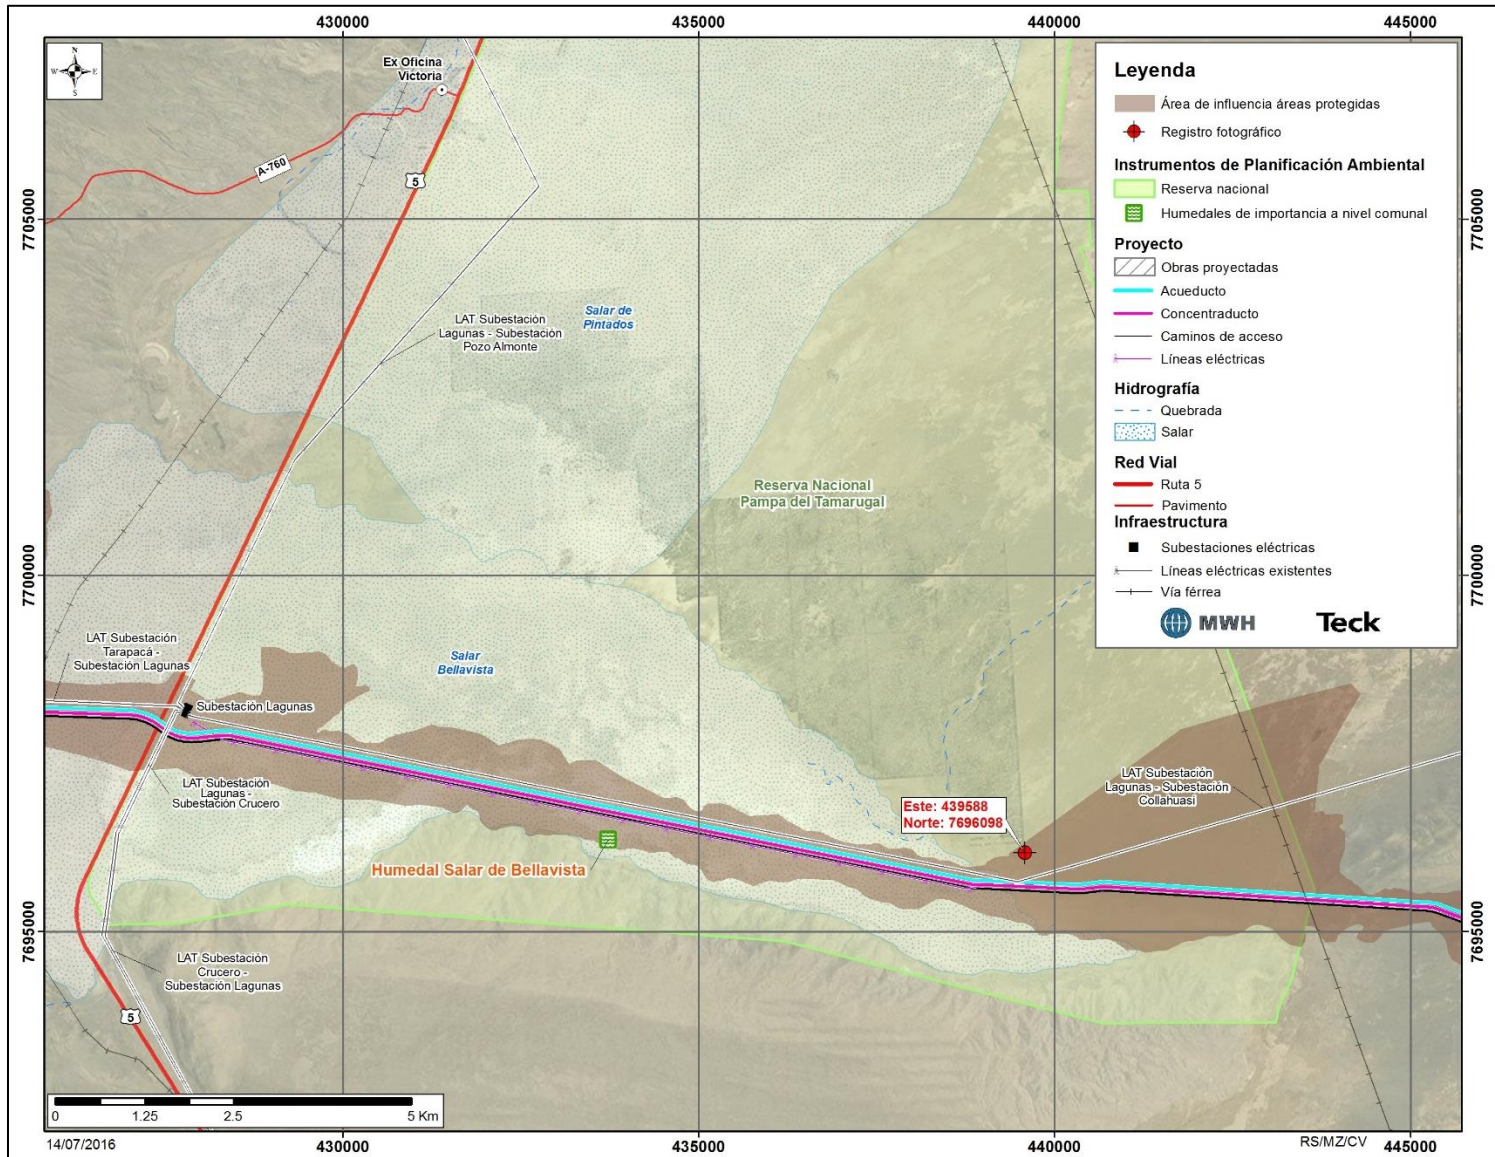 430000
435000
440000
445000
N
W
E
S
Ex Oficina
Victoria
A-760
5
7705000
7705000
LAT Subestación
Lagunas - Subestación
Pozo Almonte
Salar de
Pintados
Reserva Nacional
Pampa del Tamarugal
7700000
7700000
LAT Subestación
Tarapacá -
Subestación Lagunas
Salar
Bellavista
Subestación Lagunas
LAT Subestación
Lagunas -
Subestación Crucero
LAT Subestación
Lagunas - Subestación
Collahuasi
Este: 439588
Norte: 7696098
Humedal Salar de Bellavista
7695000
7695000
LAT Subestación
Crucero -
Subestación Lagunas
5
Leyenda
Área de influencia áreas protegidas
Registro fotográfico
Instrumentos de Planificación Ambiental
Reserva nacional
Humedales de importancia a nivel comunal
Proyecto
Obras proyectadas
Acueducto
Concentraducto
Caminos de acceso
Líneas eléctricas
Hidrografía
Quebrada
Salar
Red Vial
Ruta 5
Pavimento
Infraestructura
Subestaciones eléctricas
Líneas eléctricas existentes
Vía férrea
MWH
Teck
0 1.25 2.5 5 Km
14/07/2016
RS/MZ/CV
430000
435000
440000
445000